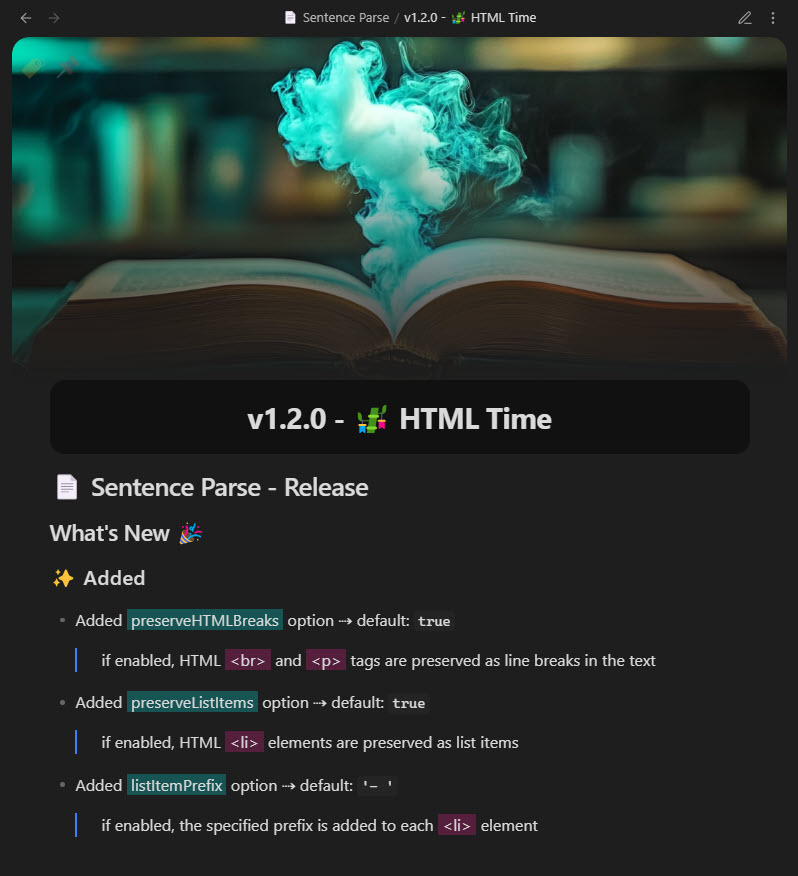 Sentence Parse / v1.2.0 - 🎋 HTML Time
v1.2.0 - 🎋 HTML Time
📄 Sentence Parse - Release
What's New 🎉
✨ Added
• Added preserveHTMLBreaks option ⇢ default: true
if enabled, HTML <br> and <p> tags are preserved as line breaks in the text
• Added preserveListItems option ⇢ default: true
if enabled, HTML <li> elements are preserved as list items
• Added listItemPrefix option ⇢ default: '- '
if enabled, the specified prefix is added to each <li> element